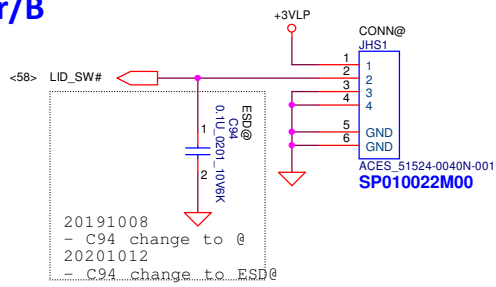 r/B
+3VLP
CONN@
JHS1
<58> LID_SW#
1 1
2 2
3 3
4 4
5 GND
6 GND
ACES_51524-0040N-001
SP010022M00
ESD@
C94
0.1U_0201_10V6K
1
2
20191008
- C94 change to @
20201012
- C94 change to ESD@